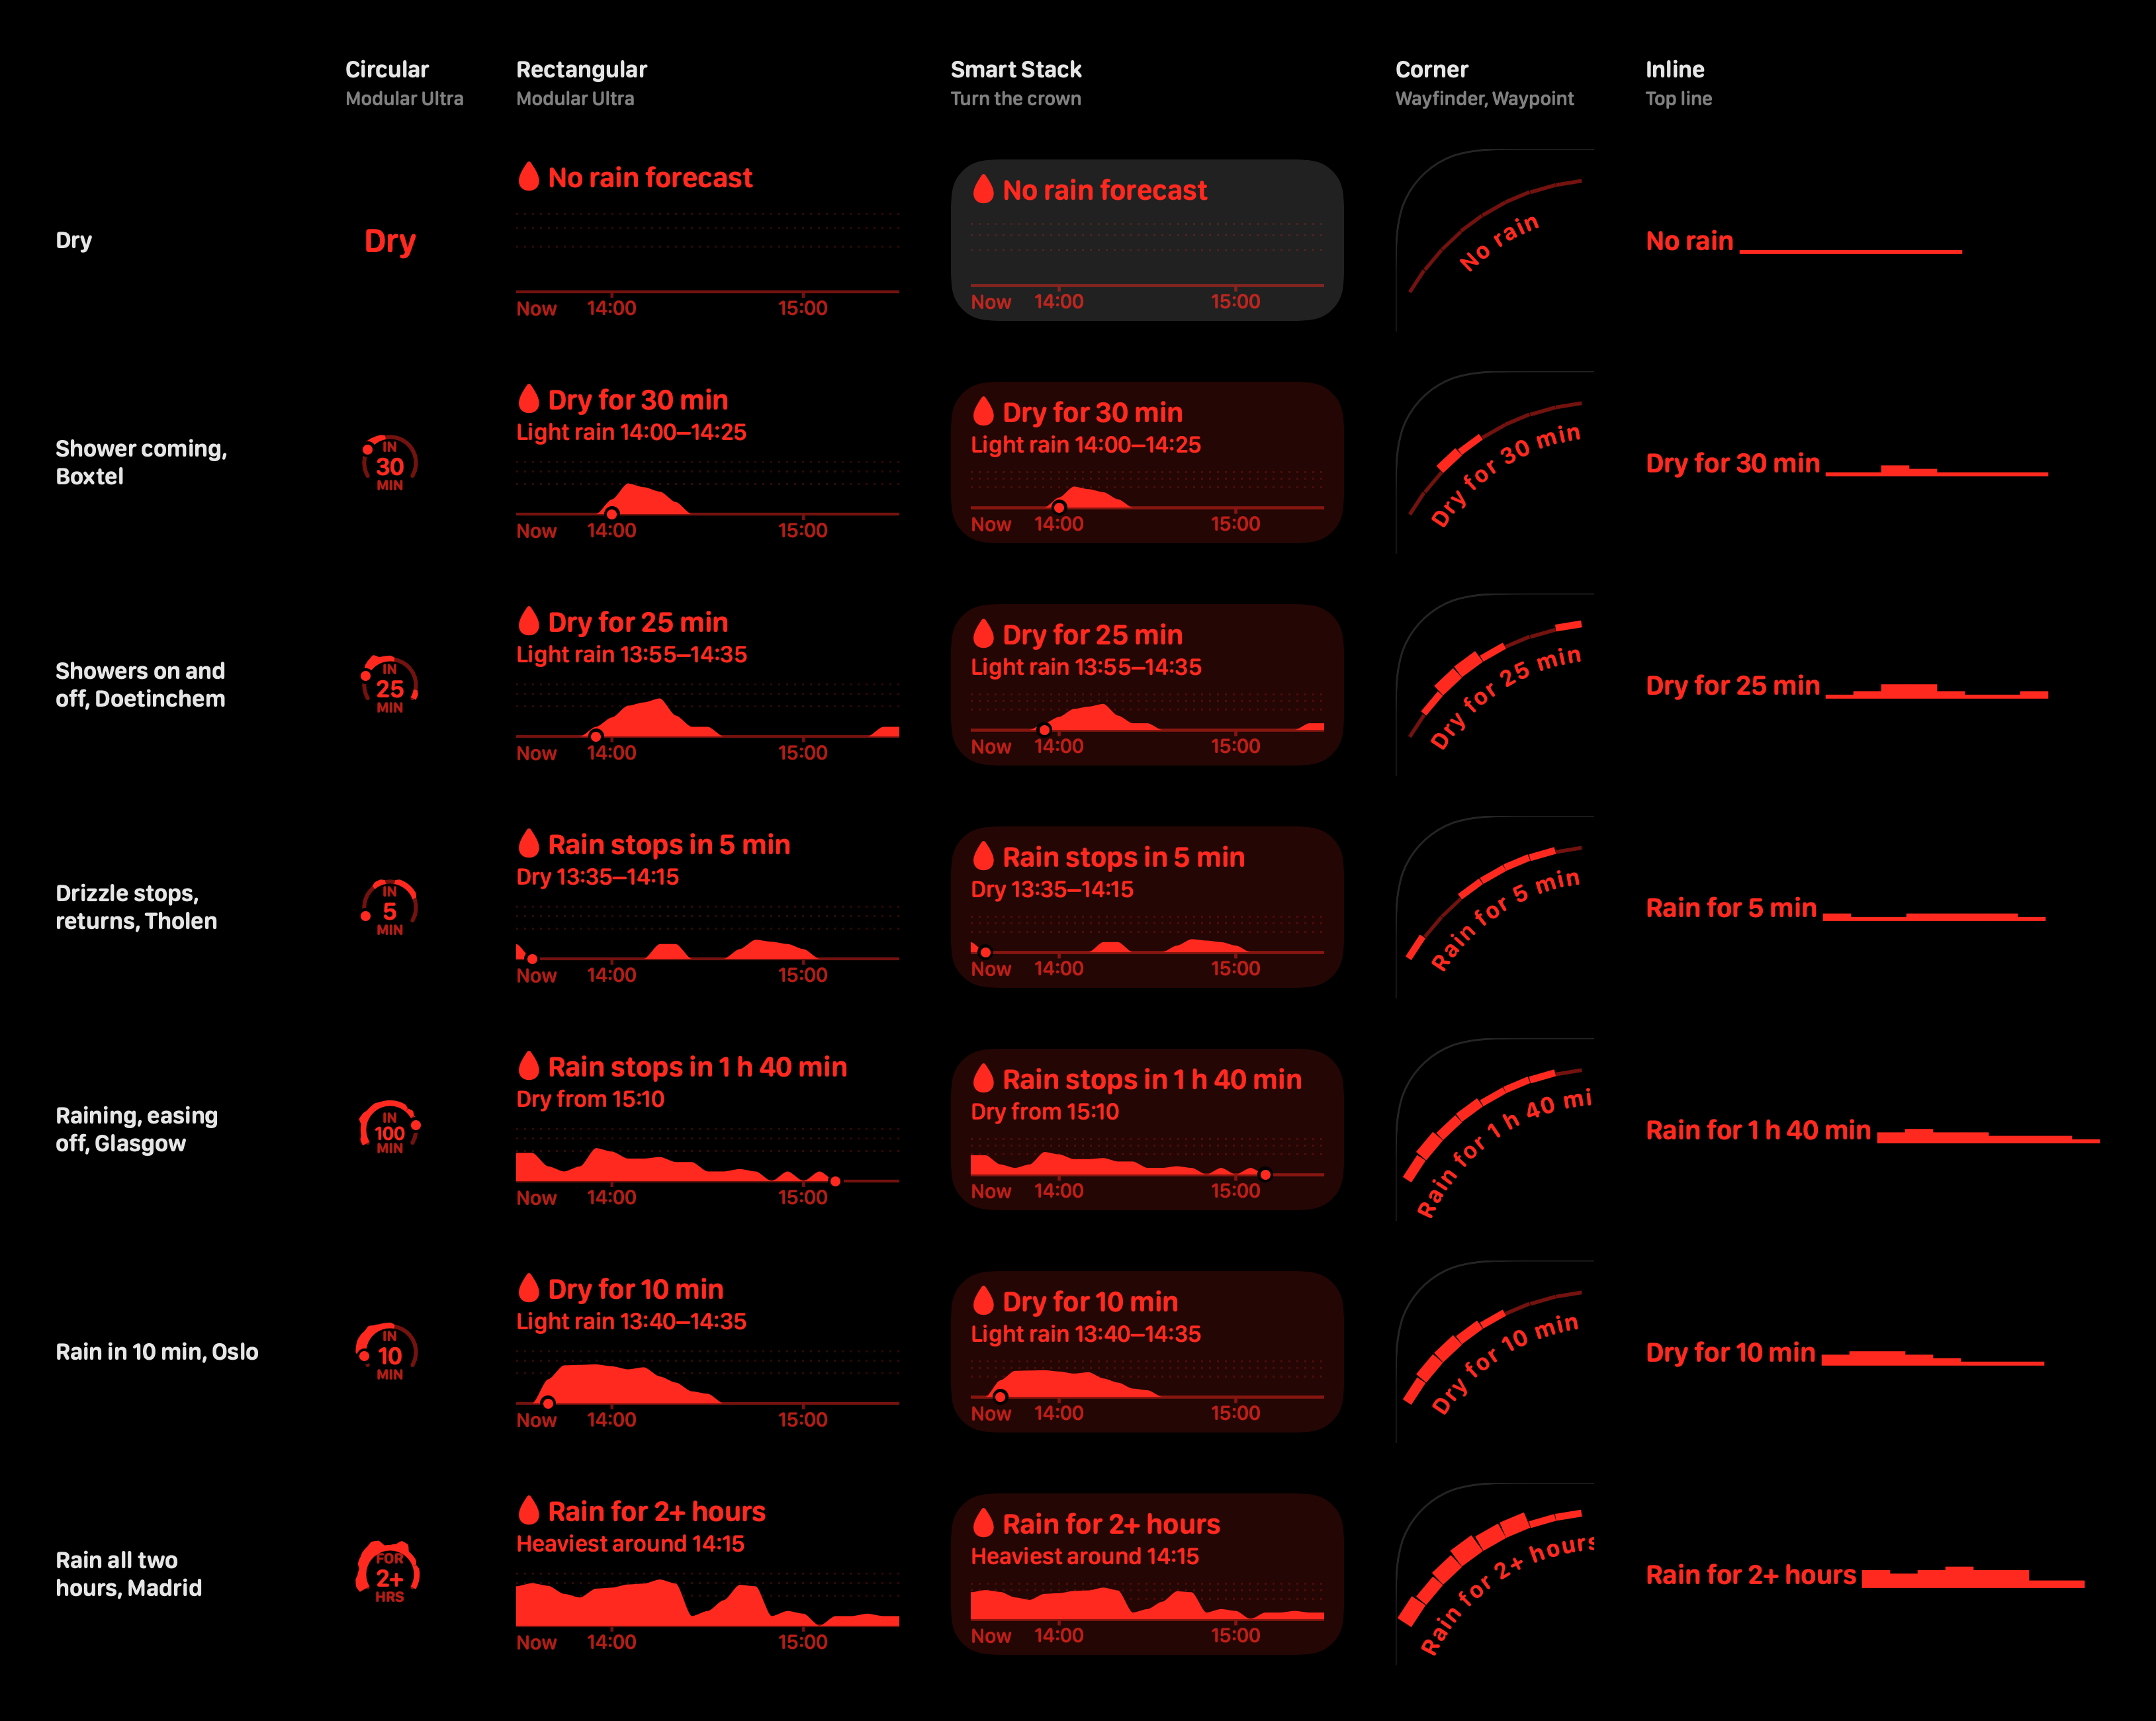 Circular
Modular Ultra
Rectangular
Modular Ultra
Smart Stack
Turn the crown
Corner
Wayfinder, Waypoint
Inline
Top line
Dry
Dry
No rain forecast
Now 14:00 15:00
No rain forecast
Now 14:00 15:00
No rain
No rain
Shower coming,
Boxtel
IN
30
MIN
Dry for 30 min
Light rain 14:00–14:25
Now 14:00 15:00
Dry for 30 min
Light rain 14:00–14:25
Now 14:00 15:00
Dry for 30 min
Dry for 30 min
Showers on and
off, Doetinchem
IN
25
MIN
Dry for 25 min
Light rain 13:55–14:35
Now 14:00 15:00
Dry for 25 min
Light rain 13:55–14:35
Now 14:00 15:00
Dry for 25 min
Dry for 25 min
Drizzle stops,
returns, Tholen
IN
5
MIN
Rain stops in 5 min
Dry 13:35–14:15
Now 14:00 15:00
Rain stops in 5 min
Dry 13:35–14:15
Now 14:00 15:00
Rain for 5 min
Rain for 5 min
Raining, easing
off, Glasgow
IN
100
MIN
Rain stops in 1 h 40 min
Dry from 15:10
Now 14:00 15:00
Rain stops in 1 h 40 min
Dry from 15:10
Now 14:00 15:00
Rain for 1 h 40 mi
Rain for 1 h 40 min
Rain in 10 min, Oslo
IN
10
MIN
Dry for 10 min
Light rain 13:40–14:35
Now 14:00 15:00
Dry for 10 min
Light rain 13:40–14:35
Now 14:00 15:00
Dry for 10 min
Dry for 10 min
Rain all two
hours, Madrid
FOR
2+
HRS
Rain for 2+ hours
Heaviest around 14:15
Now 14:00 15:00
Rain for 2+ hours
Heaviest around 14:15
Now 14:00 15:00
Rain for 2+ hours
Rain for 2+ hours